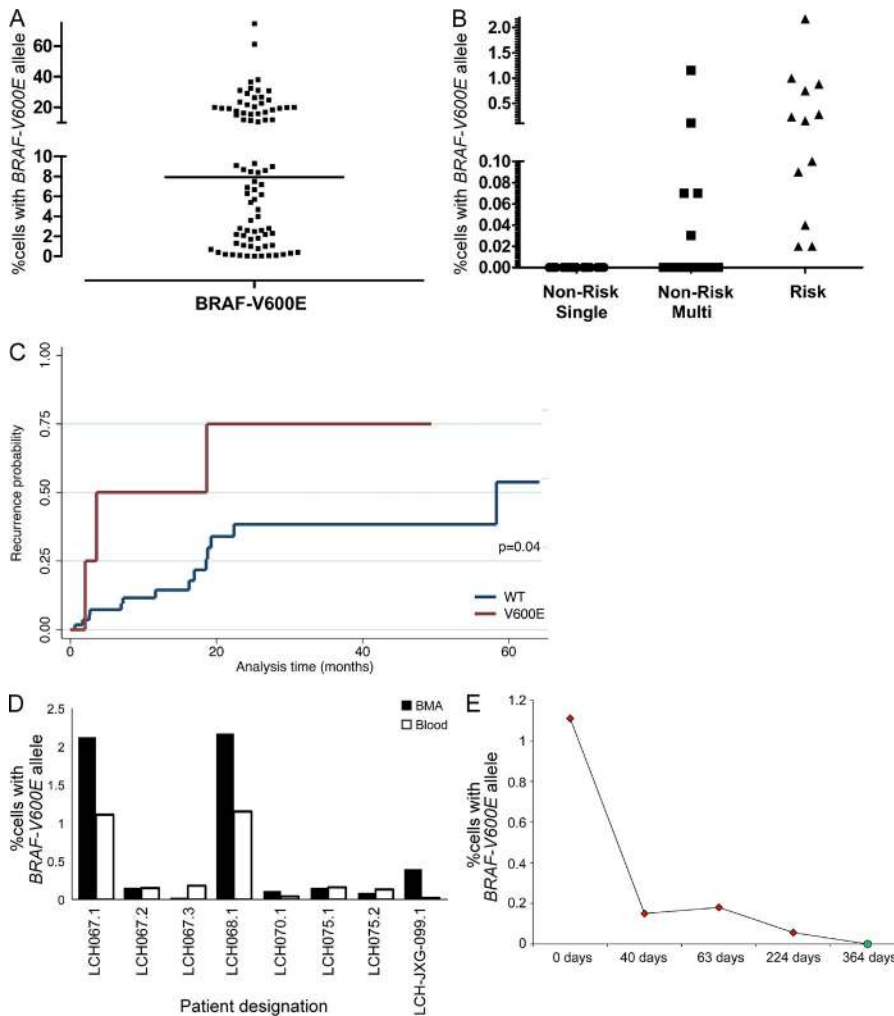 A
%cells with BRAF-V600E allele
60
40
20
10
8
6
4
2
0
BRAF-V600E
B
%cells with BRAF-V600E allele
2.0
1.5
1.0
0.5
0.10
0.08
0.06
0.04
0.02
0.00
Non-Risk Single
Non-Risk Multi
Risk
C
Recurrence probability
1.00
0.75
0.50
0.25
0.00
p=0.04
WT
V600E
0
20
40
60
Analysis time (months)
D
%cells with
BRAF-V600E allele
2.5
2
1.5
1
0.5
0
BMA
Blood
LCH067.1
LCH067.2
LCH067.3
LCH068.1
LCH070.1
LCH075.1
LCH075.2
LCH-JXG-099.1
Patient designation
E
%cells with
BRAF-V600E allele
1.2
1
0.8
0.6
0.4
0.2
0
0 days
40 days
63 days
224 days
364 days